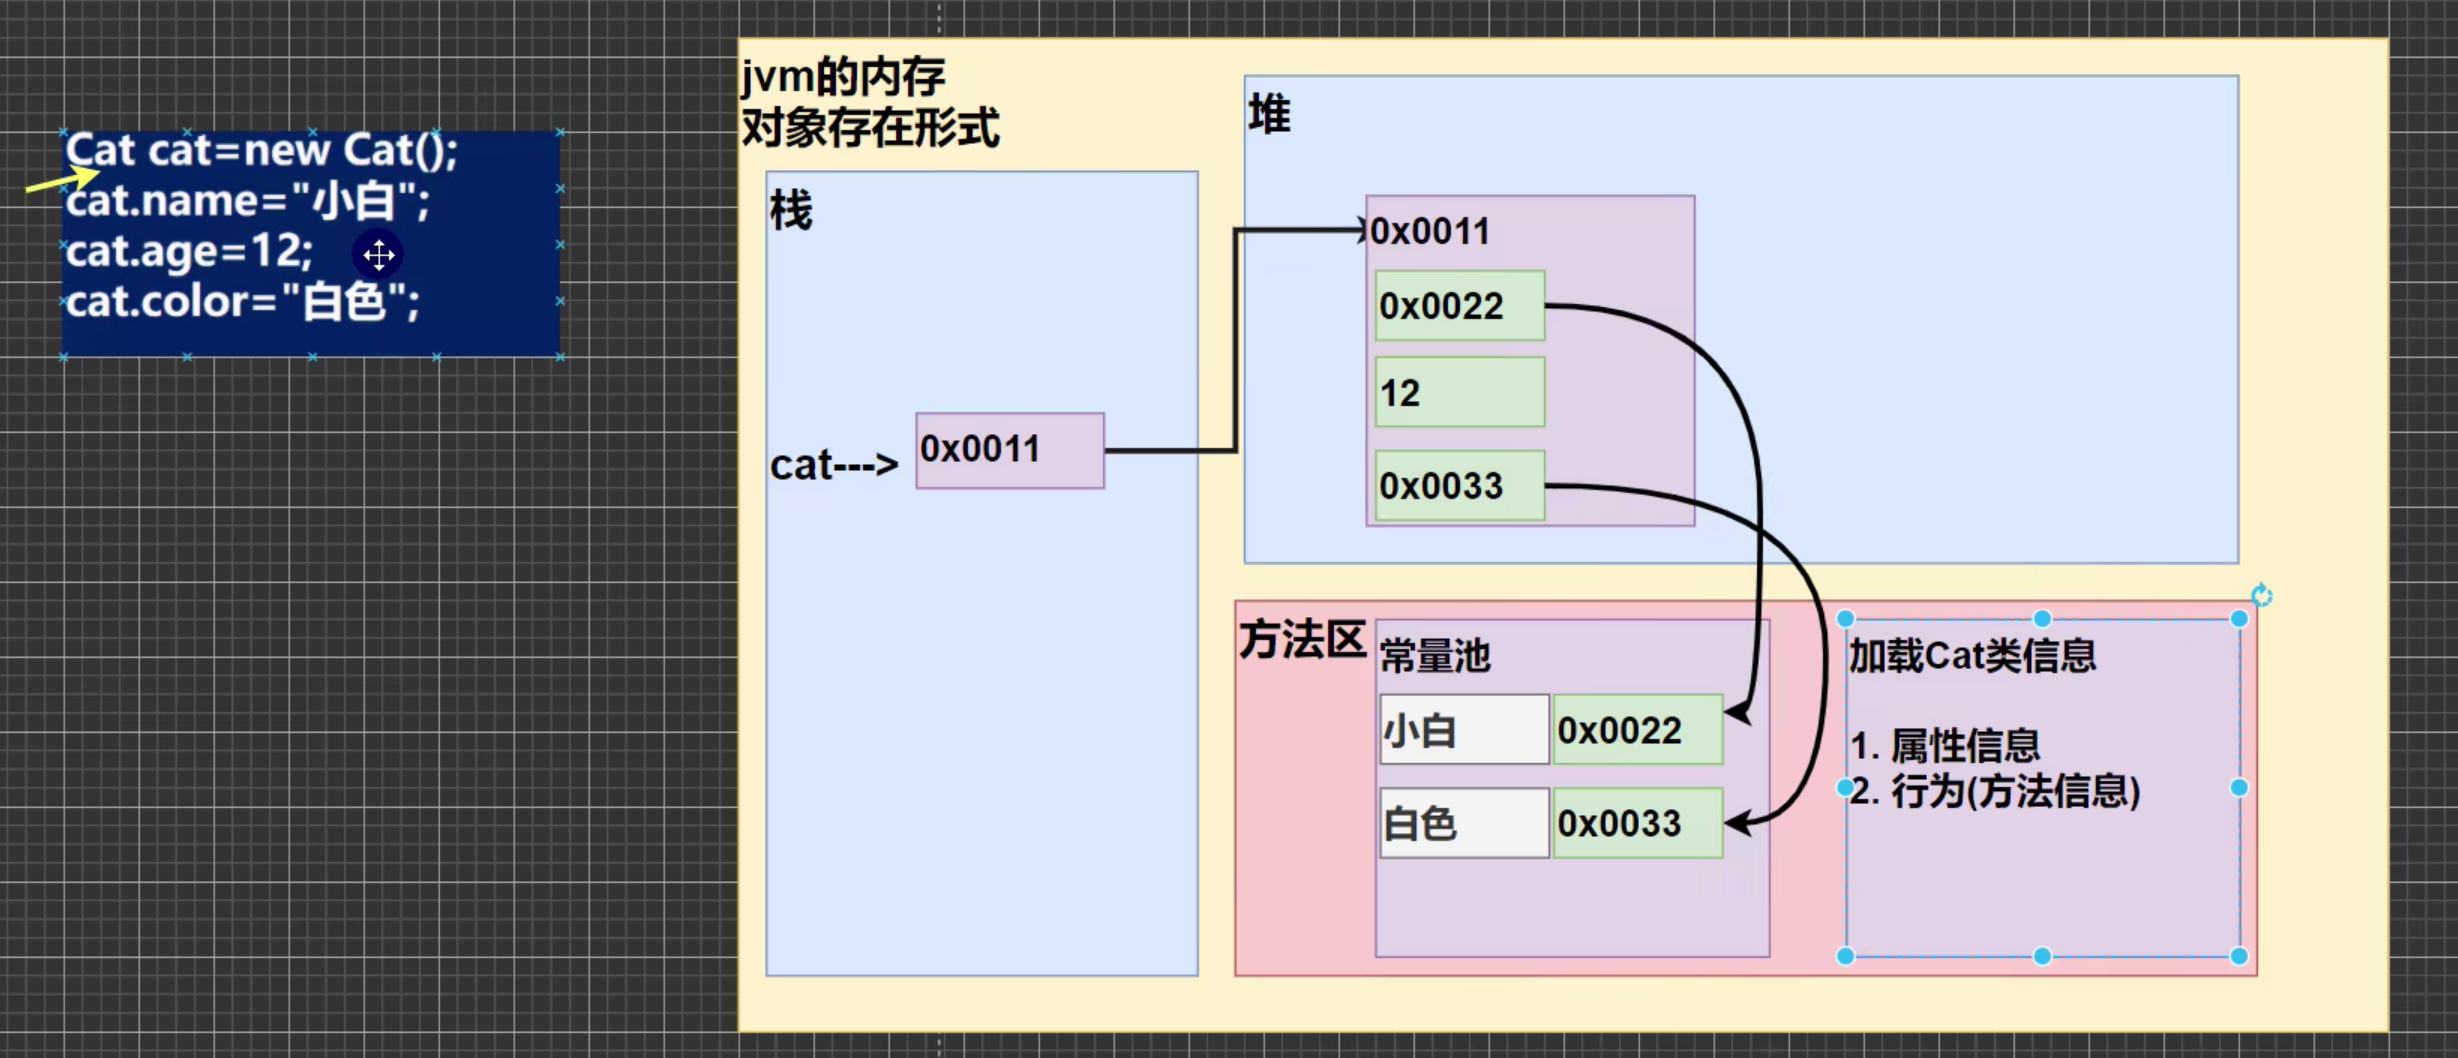 Cat cat=new Cat();
cat.name="小白";
cat.age=12;
cat.color="白色";
jvm的内存
对象存在形式
栈
cat--->
0x0011
堆
0x0011
0x0022
12
0x0033
方法区
常量池
小白
0x0022
白色
0x0033
加载Cat类信息
1. 属性信息
2. 行为(方法信息)